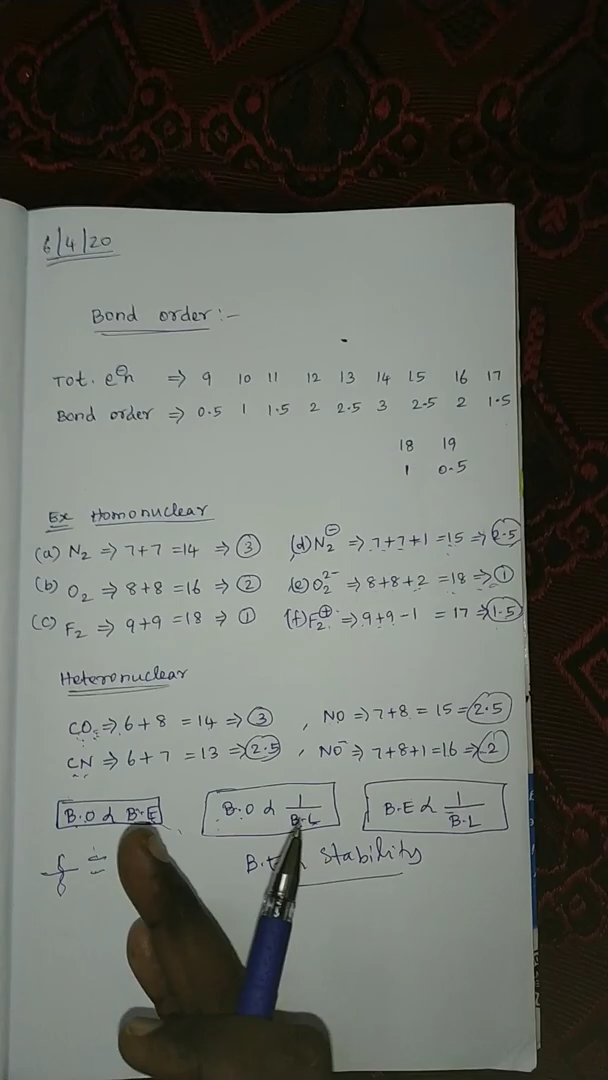 6/4/20
Bond order:-
Tot. e⊖n ⇒ 9 10 11 12 13 14 15 16 17
Bond order ⇒ 0.5 1 1.5 2 2.5 3 2.5 2 1.5
18 19
1 0.5
Ex Homonuclear
(a) N₂ ⇒ 7+7 = 14 ⇒ ③ (d) N₂⊖ ⇒ 7+7+1 = 15 ⇒ 2.5
(b) O₂ ⇒ 8+8 = 16 ⇒ ② (e) O₂²⁻ ⇒ 8+8+2 = 18 ⇒ ①
(c) F₂ ⇒ 9+9 = 18 ⇒ ① (f) F₂⊕ ⇒ 9+9-1 = 17 ⇒ 1.5
Heteronuclear
CO ⇒ 6+8 = 14 ⇒ ③ , NO ⇒ 7+8 = 15 = 2.5
CN ⇒ 6+7 = 13 ⇒ 2.5 , NO⁻ ⇒ 7+8+1 = 16 ⇒ 2
B.O α B.E B.O α 1/B.L B.E α 1/B.L
Stability